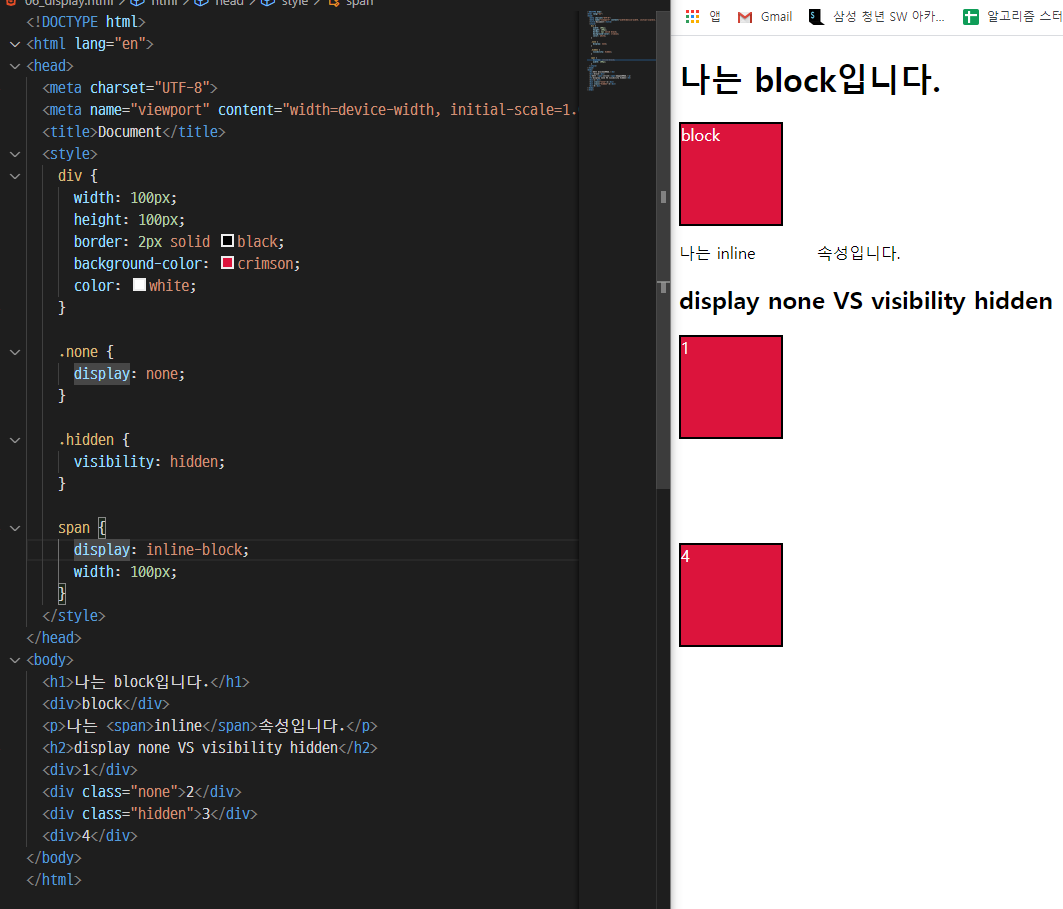 06_display.html > html > head > style > span
<!DOCTYPE html>
<html lang="en">
<head>
<meta charset="UTF-8">
<meta name="viewport" content="width=device-width, initial-scale=1.
<title>Document</title>
<style>
div {
width: 100px;
height: 100px;
border: 2px solid black;
background-color: crimson;
color: white;
}
.none {
display: none;
}
.hidden {
visibility: hidden;
}
span {
display: inline-block;
width: 100px;
}
</style>
</head>
<body>
<h1>나는 block입니다.</h1>
<div>block</div>
<p>나는 <span>inline</span>속성입니다.</p>
<h2>display none VS visibility hidden</h2>
<div>1</div>
<div class="none">2</div>
<div class="hidden">3</div>
<div>4</div>
</body>
</html>
앱 Gmail 삼성 청년 SW 아카... 알고리즘 스터
나는 block입니다.
block
나는 inline 속성입니다.
display none VS visibility hidden
1
4